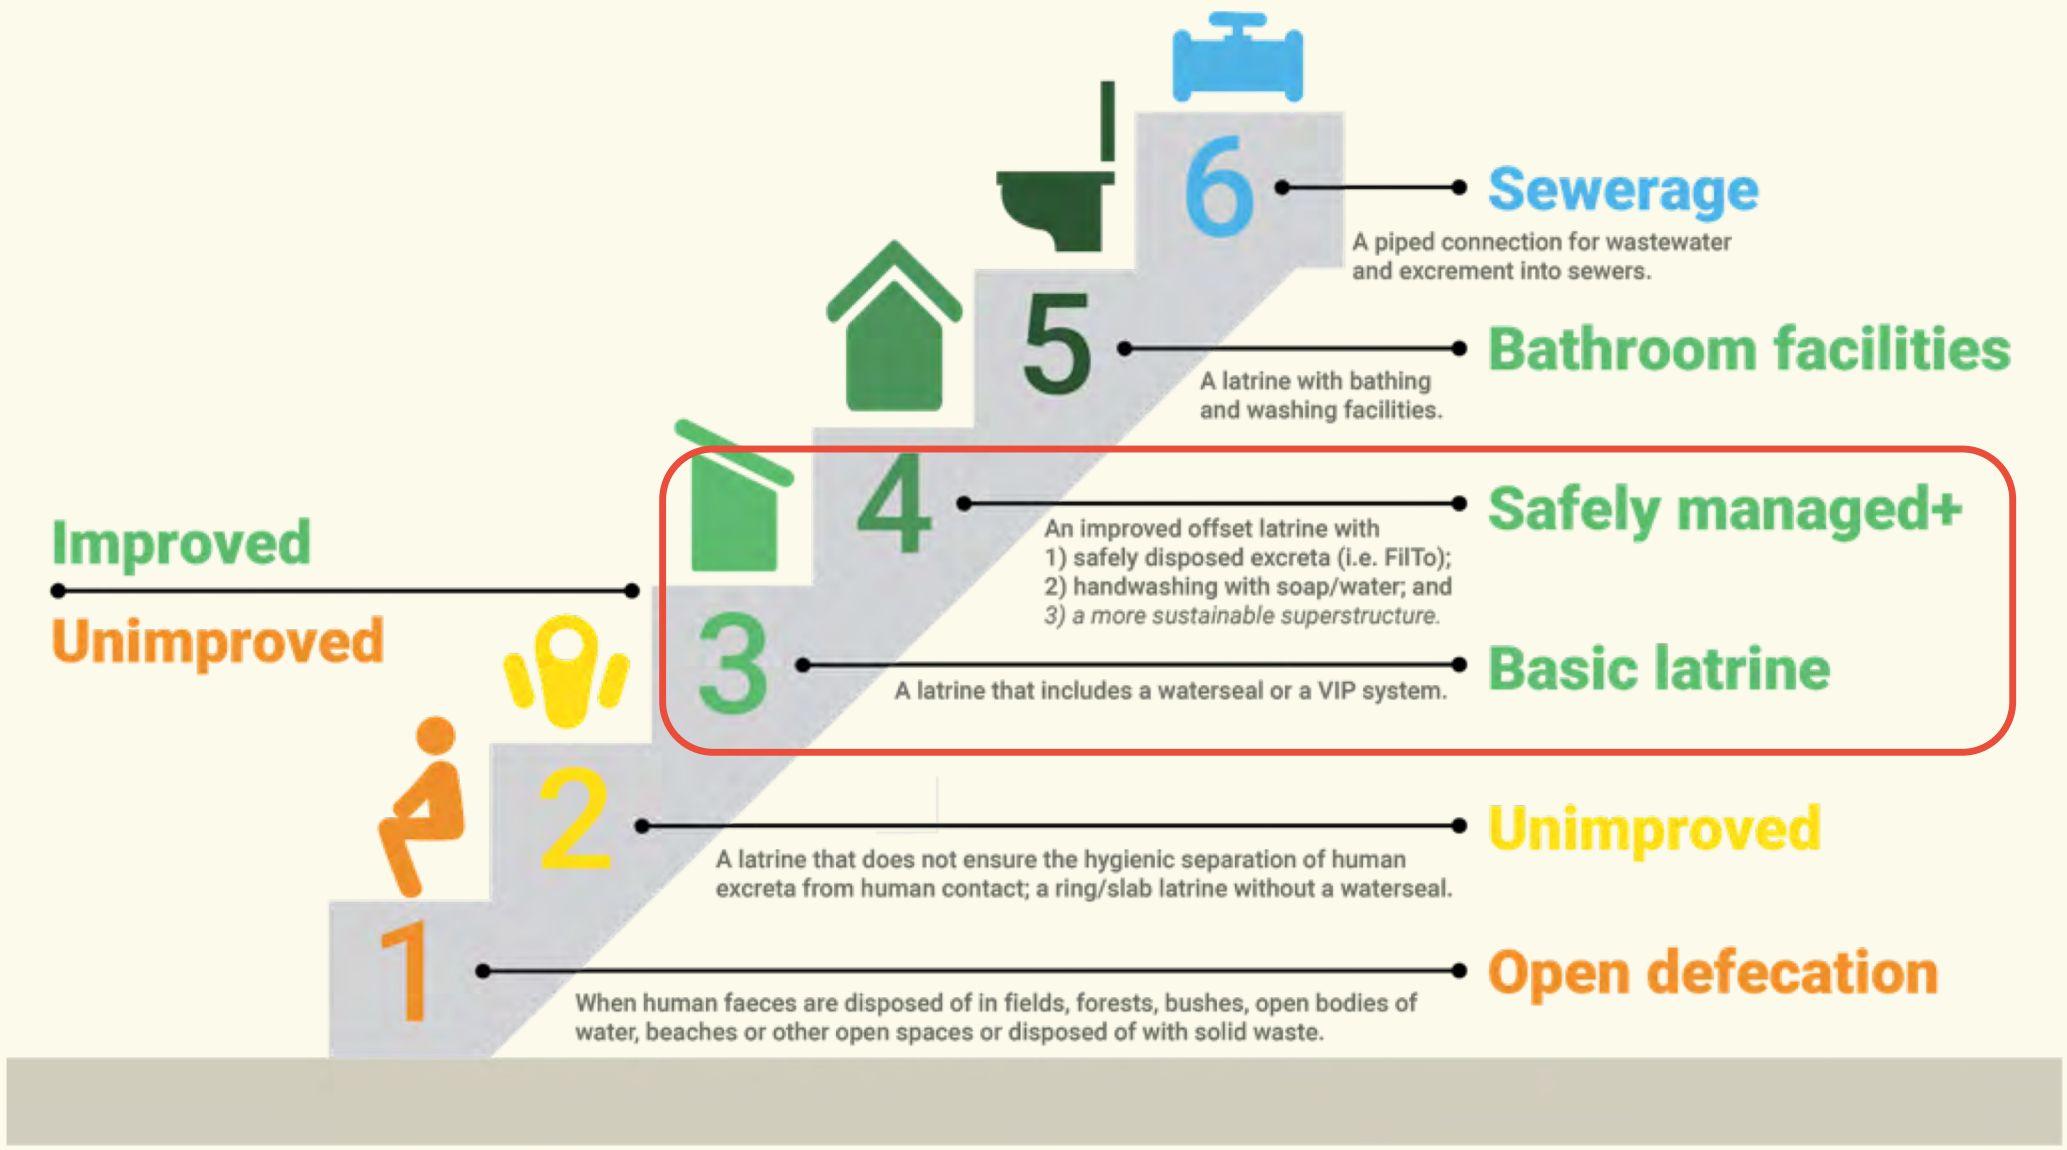 6
Sewerage
A piped connection for wastewater
and excrement into sewers.
5
Bathroom facilities
A latrine with bathing
and washing facilities.
4
Safely managed+
An improved offset latrine with
1) safely disposed excreta (i.e. FilTo);
2) handwashing with soap/water; and
3) a more sustainable superstructure.
Improved
Unimproved
3
Basic latrine
A latrine that includes a waterseal or a VIP system.
2
Unimproved
A latrine that does not ensure the hygienic separation of human
excreta from human contact; a ring/slab latrine without a waterseal.
1
Open defecation
When human faeces are disposed of in fields, forests, bushes, open bodies of
water, beaches or other open spaces or disposed of with solid waste.